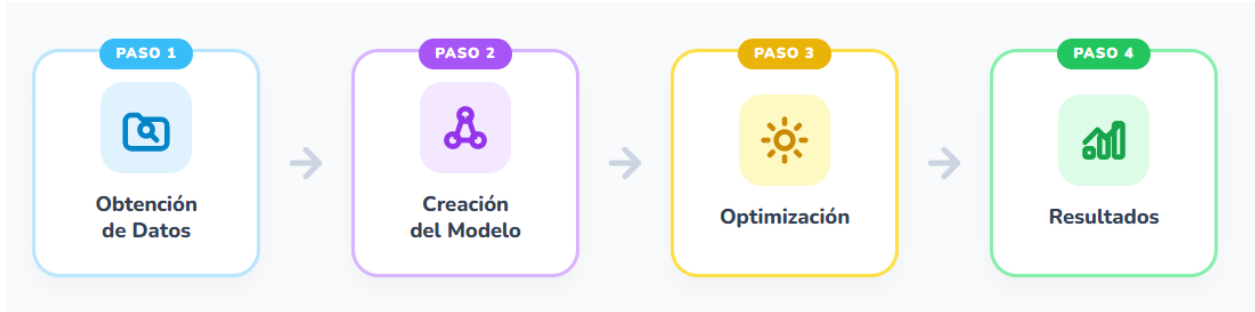 PASO 1
Obtención
de Datos
PASO 2
Creación
del Modelo
PASO 3
Optimización
PASO 4
Resultados